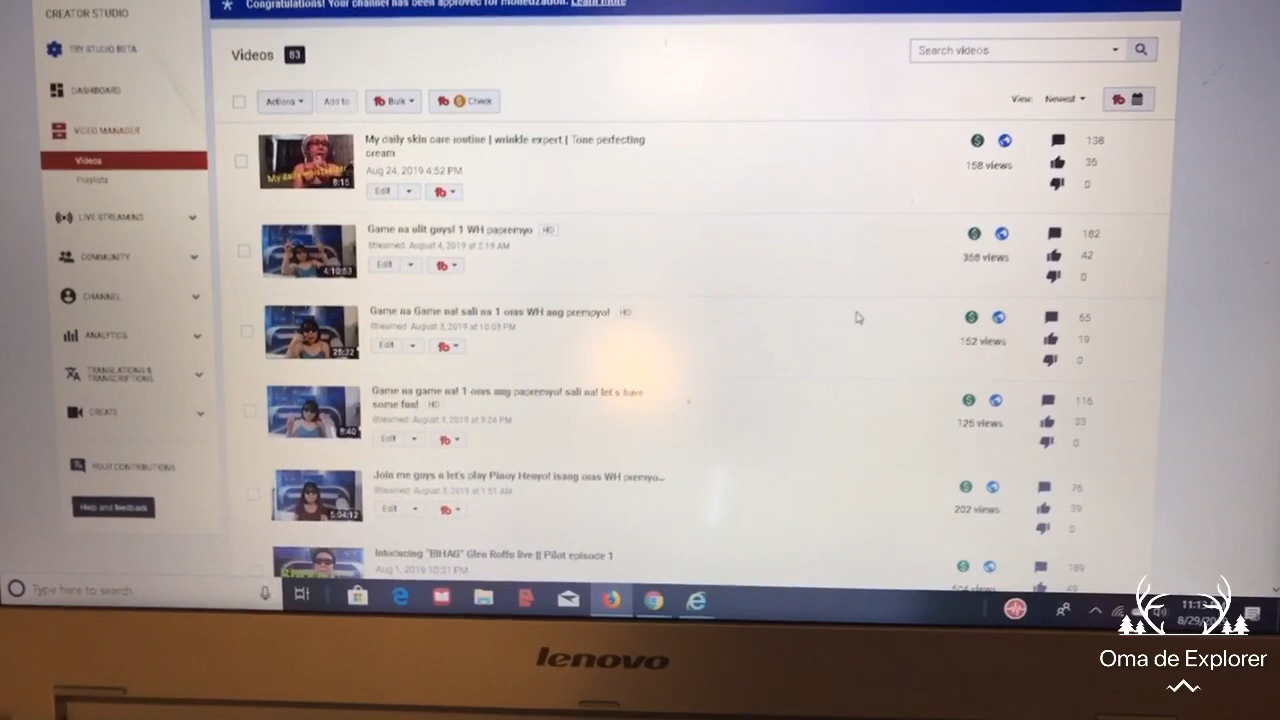 Congratulations! Your channel has been approved for monetization. Learn more
CREATOR STUDIO
TRY STUDIO BETA
DASHBOARD
VIDEO MANAGER
Videos
Playlists
LIVE STREAMING
COMMUNITY
CHANNEL
ANALYTICS
TRANSLATIONS &
TRANSCRIPTIONS
CREATE
YOUR CONTRIBUTIONS
Help and feedback
Videos 83
Search videos
Actions Add to Bulk Check
View: Newest
My daily skin care routine | wrinkle expert | Tone perfecting
cream
Aug 24, 2019 4:52 PM
Edit
8:15
158 views
138
36
0
Game na ulit guys! 1 WH papremyo HD
Streamed August 4, 2019 at 2:19 AM
Edit
4:10:53
358 views
182
42
0
Game na Game na! sali na 1 oras WH ang prempyo! HD
Streamed August 3, 2019 at 10:03 PM
Edit
25:32
152 views
55
19
0
Game na game na! 1 oras ang papremyo! sali na! let's have
some fun! HD
Streamed August 3, 2019 at 9:24 PM
Edit
8:40
125 views
116
33
0
Join me guys n let's play Pinoy Henyo! isang oras WH premyo...
Streamed August 3, 2019 at 1:51 AM
Edit
5:04:12
202 views
76
39
0
Intoducing "BIHAG" Glen Roffu live || Pilot episode 1
Aug 1, 2019 10:31 PM
189
49
Type here to search
lenovo
Oma de Explorer